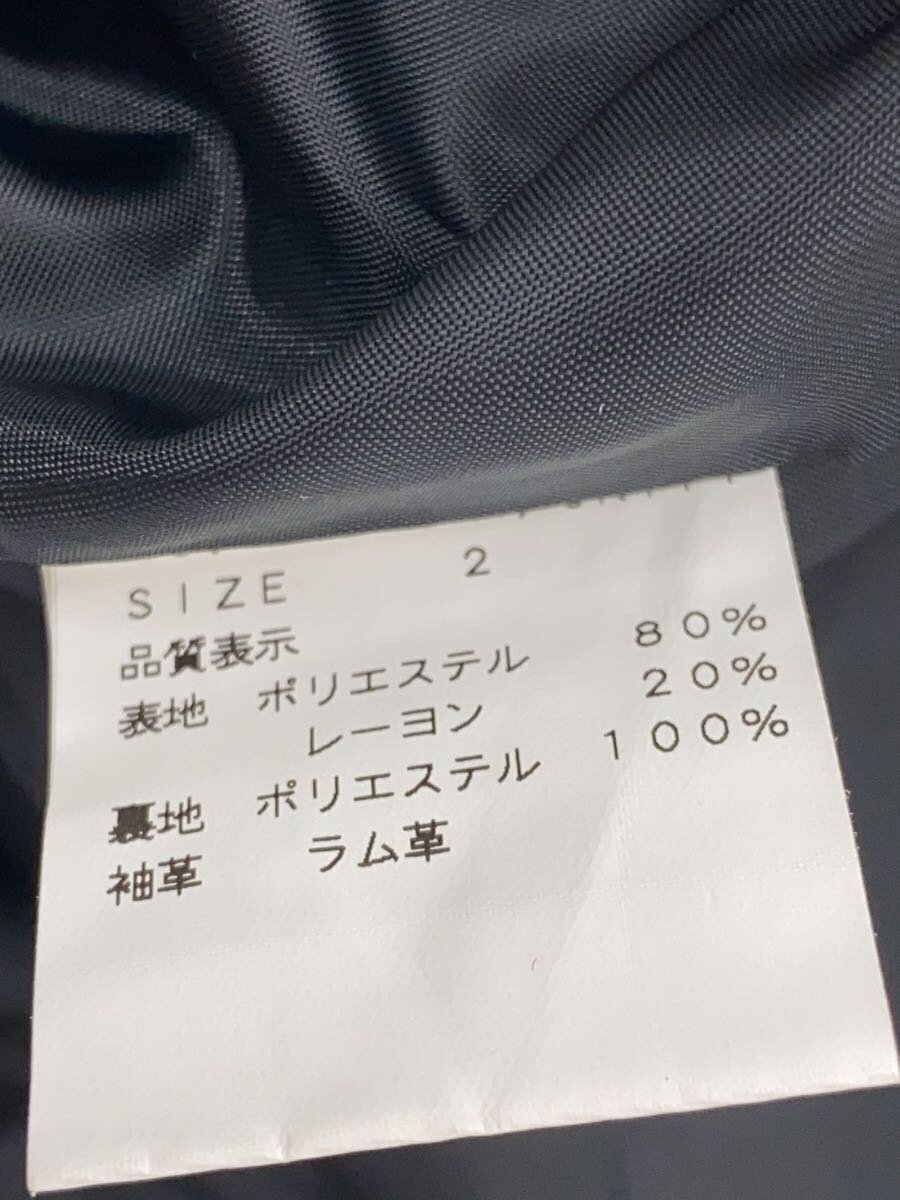 SIZE 2
品質表示
表地 ポリエステル 80%
レーヨン 20%
裏地 ポリエステル 100%
袖革 ラム革